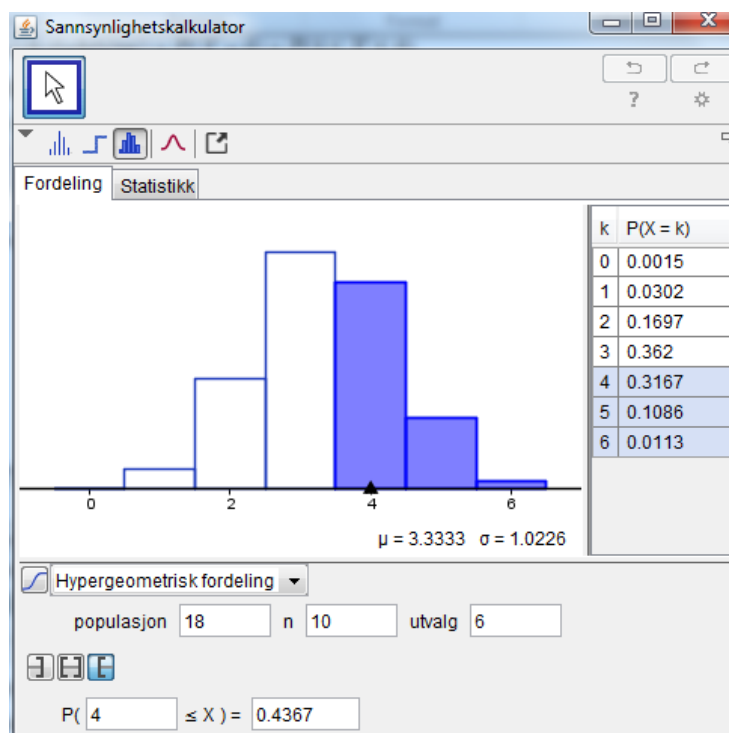 Sannsynlighetskalkulator
?
Fordeling Statistikk
k P(X = k)
0 0.0015
1 0.0302
2 0.1697
3 0.362
4 0.3167
5 0.1086
6 0.0113
0 2 4 6
μ = 3.3333 σ = 1.0226
Hypergeometrisk fordeling
populasjon 18 n 10 utvalg 6
P( 4 ≤ X ) = 0.4367